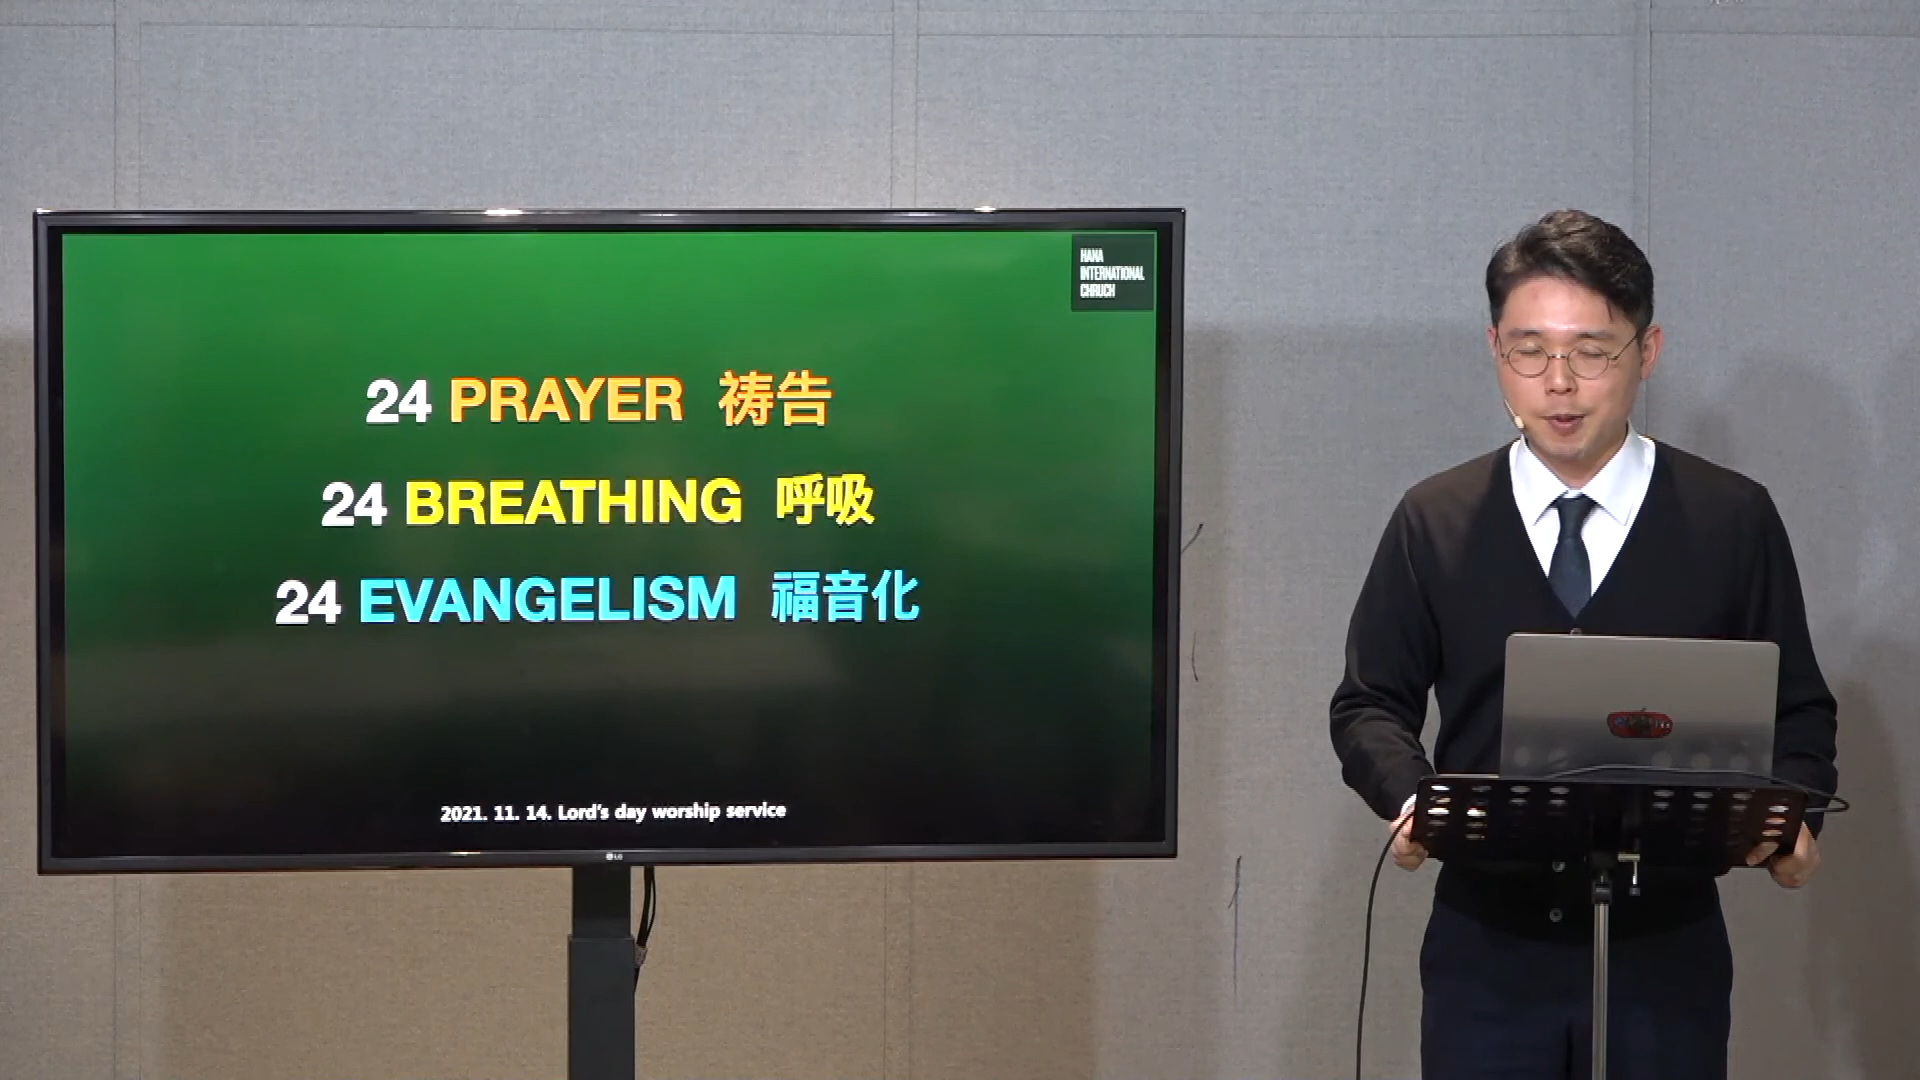 HANA
INTERNATIONAL
CHRUCH
24 PRAYER 祷告
24 BREATHING 呼吸
24 EVANGELISM 福音化
2021. 11. 14. Lord's day worship service
LG